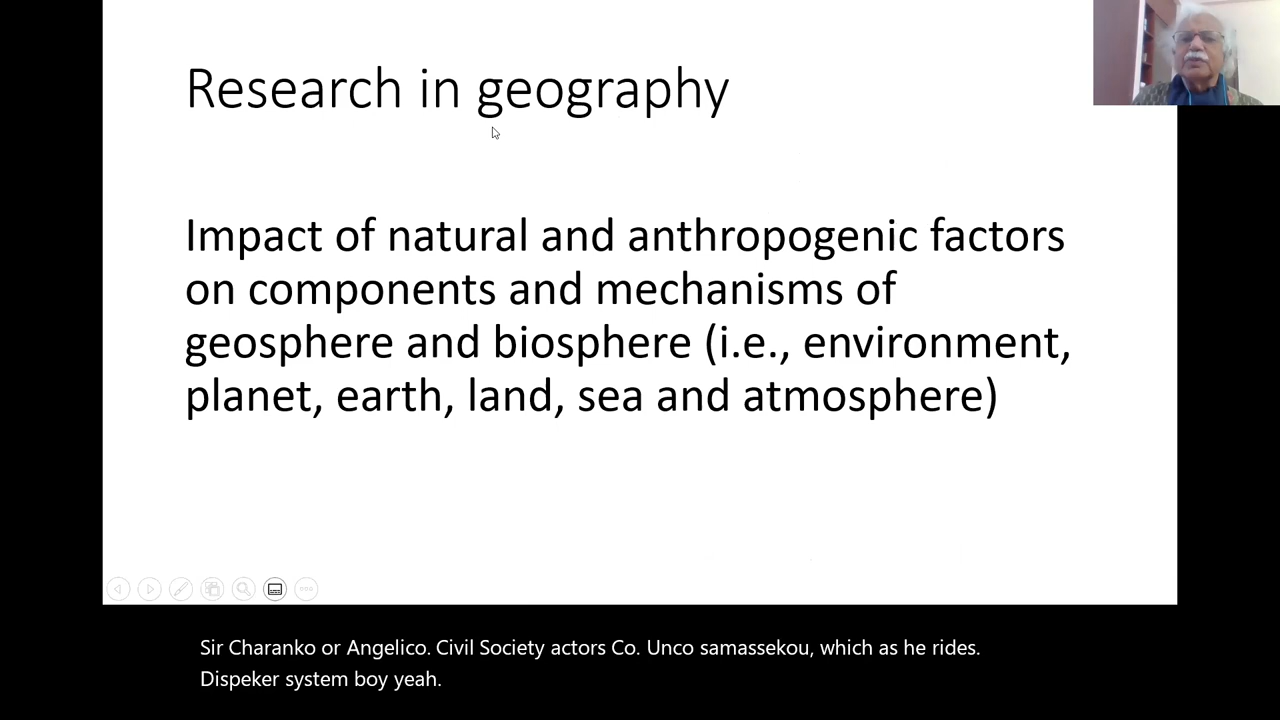 Research in geography
Impact of natural and anthropogenic factors
on components and mechanisms of
geosphere and biosphere (i.e., environment,
planet, earth, land, sea and atmosphere)
Sir Charanko or Angelico. Civil Society actors Co. Unco samassekou, which as he rides.
Dispeker system boy yeah.